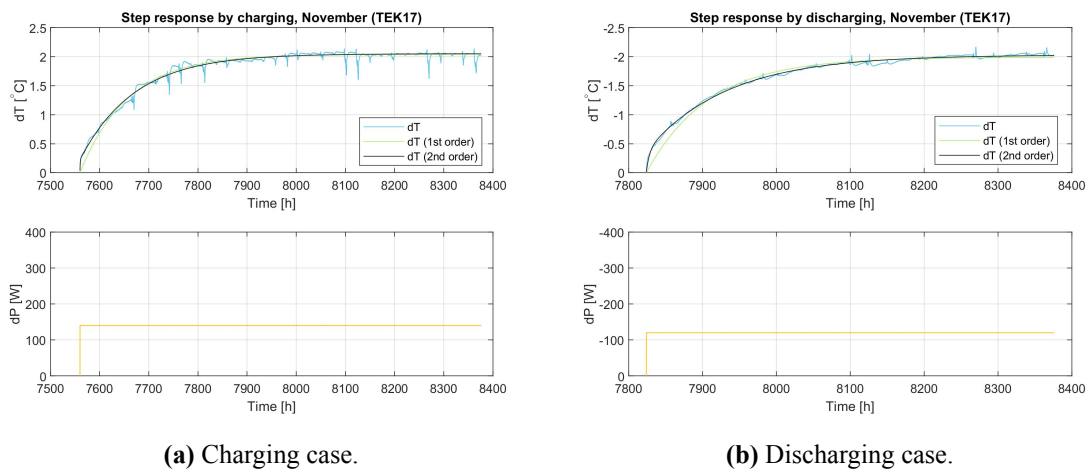 Step response by charging, November (TEK17)
2.5
2
1.5
1
0.5
0
dT [°C]
dT
dT (1st order)
dT (2nd order)
7500 7600 7700 7800 7900 8000 8100 8200 8300 8400
Time [h]
400
300
200
100
0
dP [W]
7500 7600 7700 7800 7900 8000 8100 8200 8300 8400
Time [h]
(a) Charging case.
Step response by discharging, November (TEK17)
-2.5
-2
-1.5
-1
-0.5
0
dT [°C]
dT
dT (1st order)
dT (2nd order)
7800 7900 8000 8100 8200 8300 8400
Time [h]
-400
-300
-200
-100
0
dP [W]
7800 7900 8000 8100 8200 8300 8400
Time [h]
(b) Discharging case.